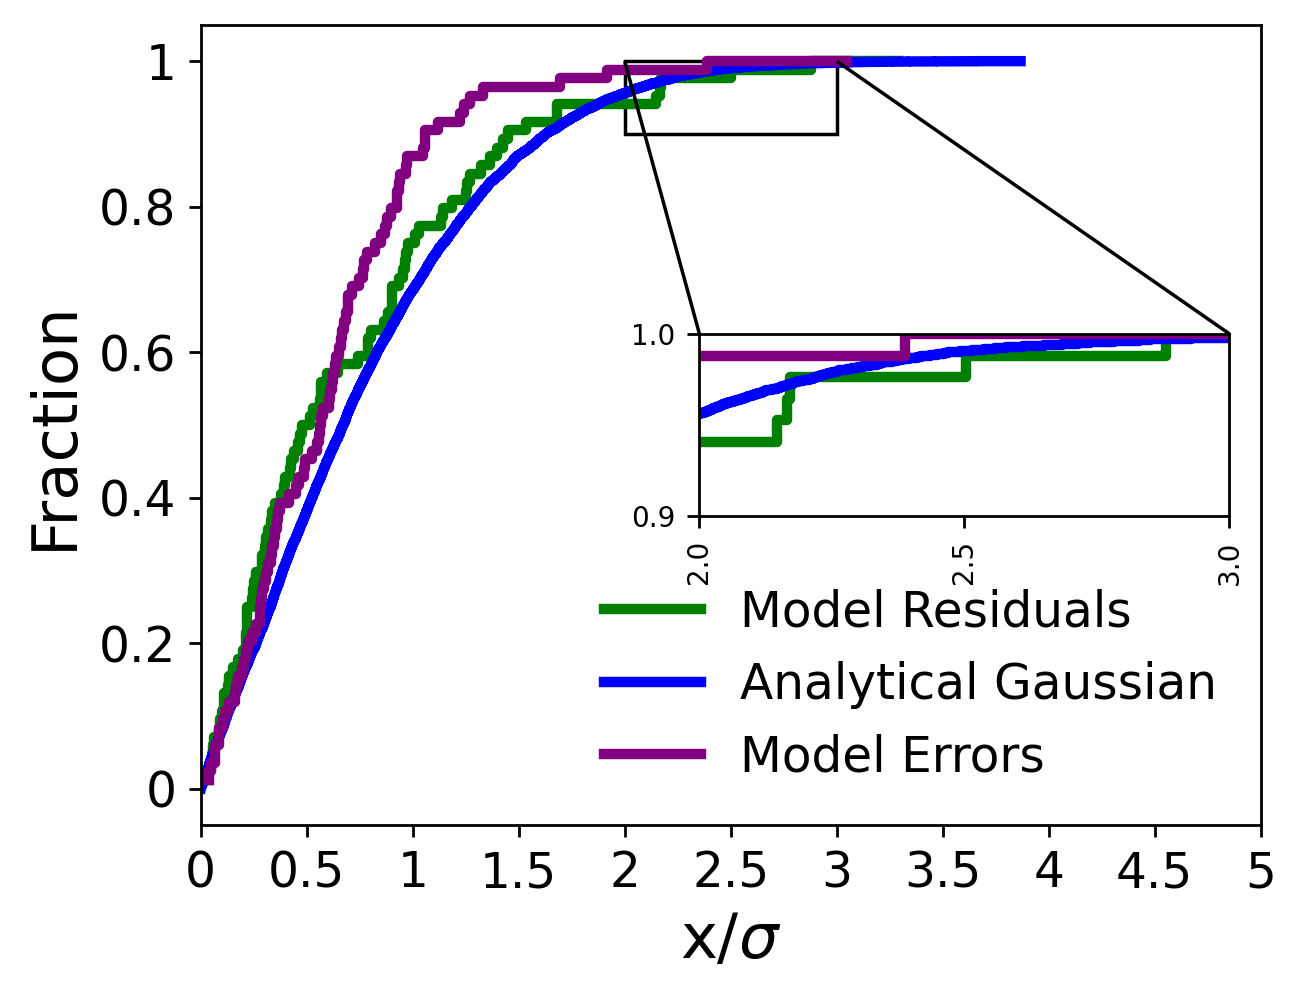 1
0.8
0.6
0.4
0.2
0
Fraction
1.0
0.9
2.0
2.5
3.0
Model Residuals
Analytical Gaussian
Model Errors
0 0.5 1 1.5 2 2.5 3 3.5 4 4.5 5
x/σ